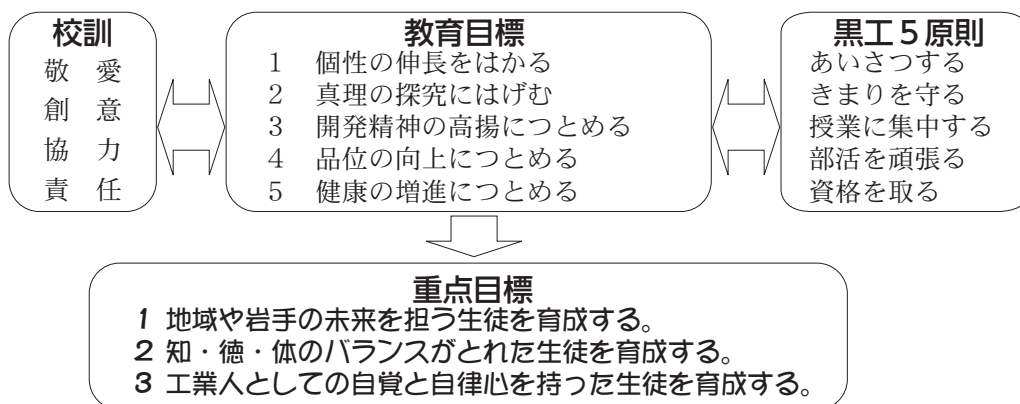 校訓
敬　愛
創　意
協　力
責　任
教育目標
1　個性の伸長をはかる
2　真理の探究にはげむ
3　開発精神の高揚につとめる
4　品位の向上につとめる
5　健康の増進につとめる
黒工5原則
あいさつする
きまりを守る
授業に集中する
部活を頑張る
資格を取る
重点目標
1 地域や岩手の未来を担う生徒を育成する。
2 知・徳・体のバランスがとれた生徒を育成する。
3 工業人としての自覚と自律心を持った生徒を育成する。